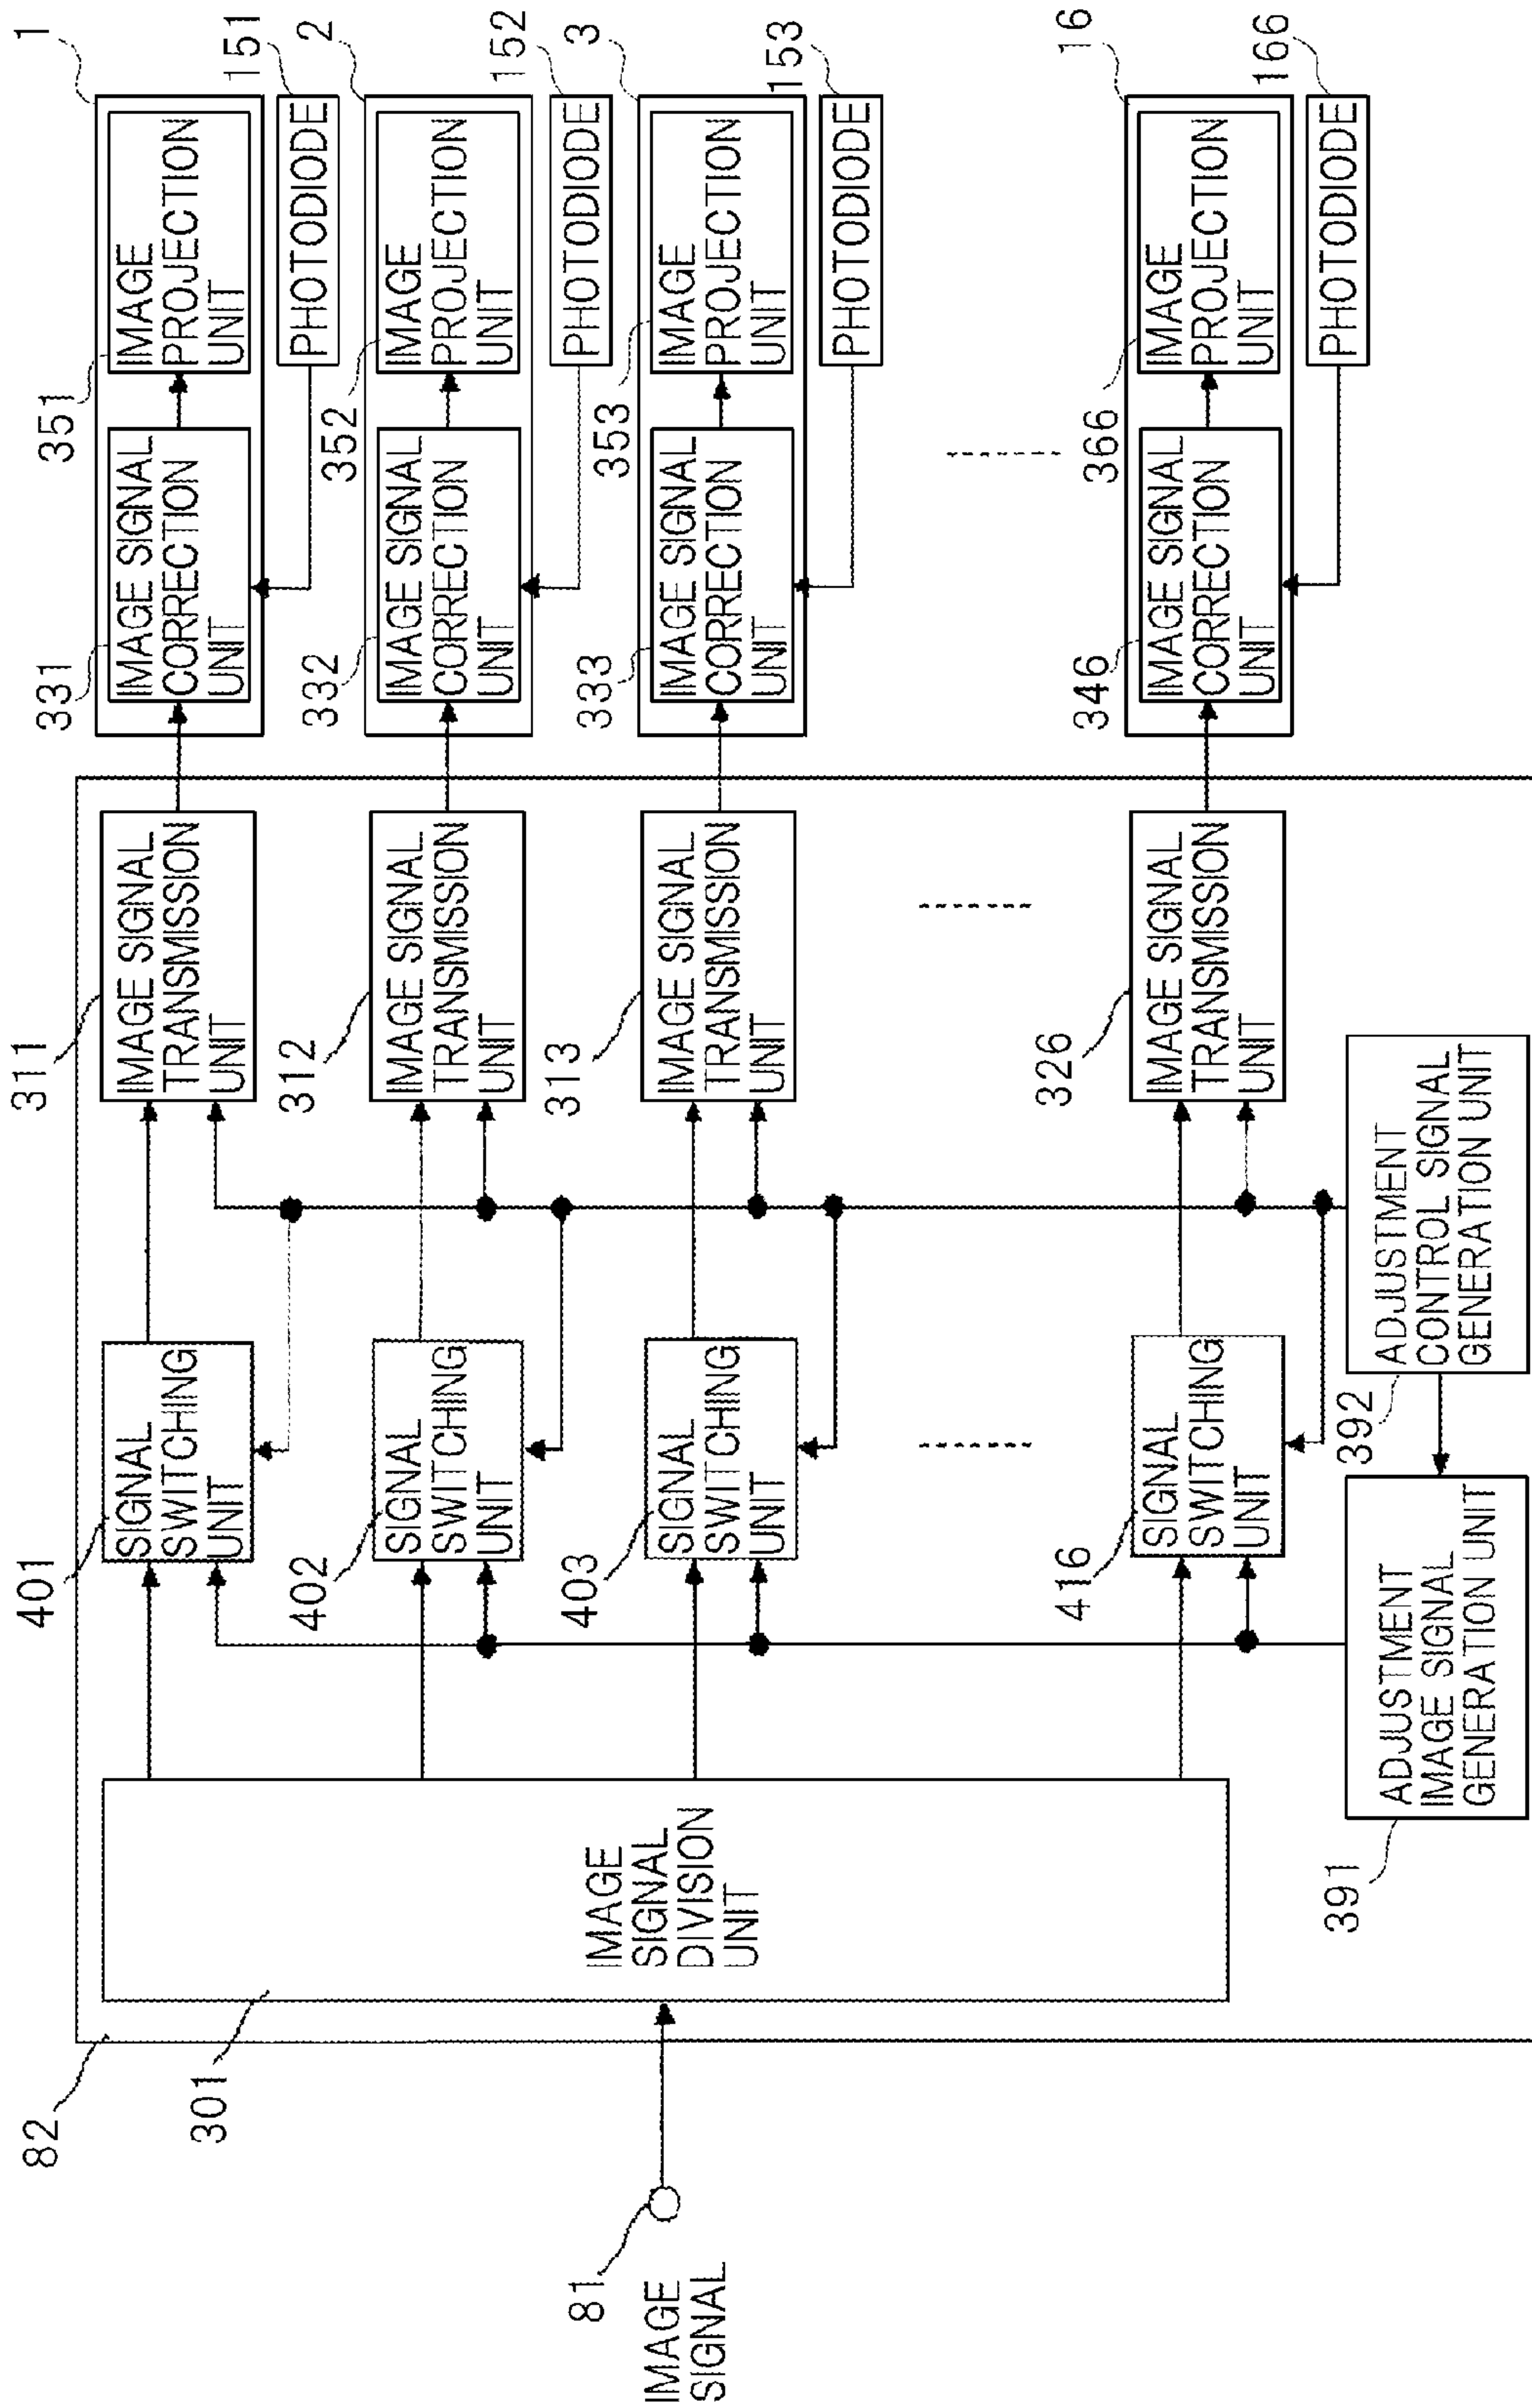 IMAGE
SIGNAL
81
82
301
IMAGE
SIGNAL
DIVISION
UNIT
401
SIGNAL
SWITCHING
UNIT
402
SIGNAL
SWITCHING
UNIT
403
SIGNAL
SWITCHING
UNIT
416
SIGNAL
SWITCHING
UNIT
391
ADJUSTMENT
IMAGE SIGNAL
GENERATION UNIT
392
ADJUSTMENT
CONTROL SIGNAL
GENERATION UNIT
311
IMAGE SIGNAL
TRANSMISSION
UNIT
312
IMAGE SIGNAL
TRANSMISSION
UNIT
313
IMAGE SIGNAL
TRANSMISSION
UNIT
326
IMAGE SIGNAL
TRANSMISSION
UNIT
1
331
IMAGE SIGNAL
CORRECTION
UNIT
351
IMAGE
PROJECTION
UNIT
151
PHOTODIODE
2
332
IMAGE SIGNAL
CORRECTION
UNIT
352
IMAGE
PROJECTION
UNIT
152
PHOTODIODE
3
333
IMAGE SIGNAL
CORRECTION
UNIT
353
IMAGE
PROJECTION
UNIT
153
PHOTODIODE
16
346
IMAGE SIGNAL
CORRECTION
UNIT
366
IMAGE
PROJECTION
UNIT
166
PHOTODIODE